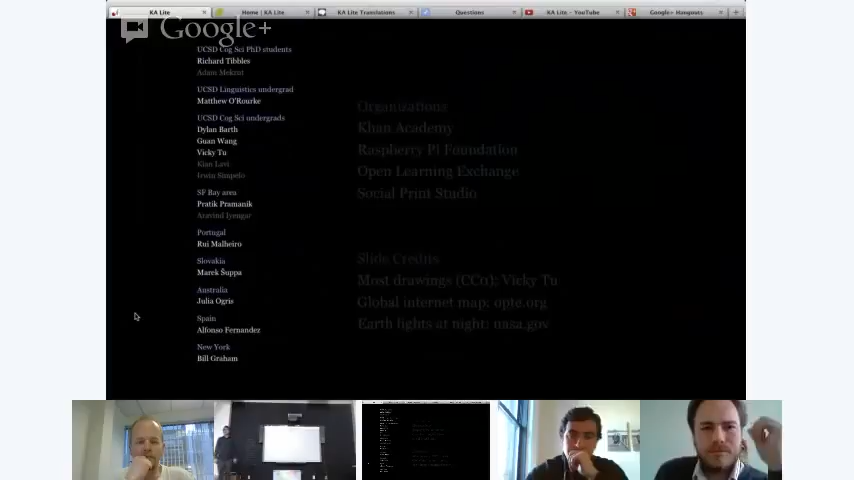 KA Lite
Home | KA Lite
KA Lite Translations
Questions
KA Lite - YouTube
Google+ Hangouts
Google+
UCSD Cog Sci PhD students
Richard Tibbles
Adam Mekrut
UCSD Linguistics undergrad
Matthew O'Rourke
UCSD Cog Sci undergrads
Dylan Barth
Guan Wang
Vicky Tu
Kian Lavi
Irwin Simpelo
SF Bay area
Pratik Pramanik
Aravind Iyengar
Portugal
Rui Malheiro
Slovakia
Marek Šuppa
Australia
Julia Ogris
Spain
Alfonso Fernandez
New York
Bill Graham
Organizations
Khan Academy
Raspberry Pi Foundation
Open Learning Exchange
Social Print Studio
Slide Credits
Most drawings (CC0): Vicky Tu
Global internet map: opte.org
Earth lights at night: nasa.gov